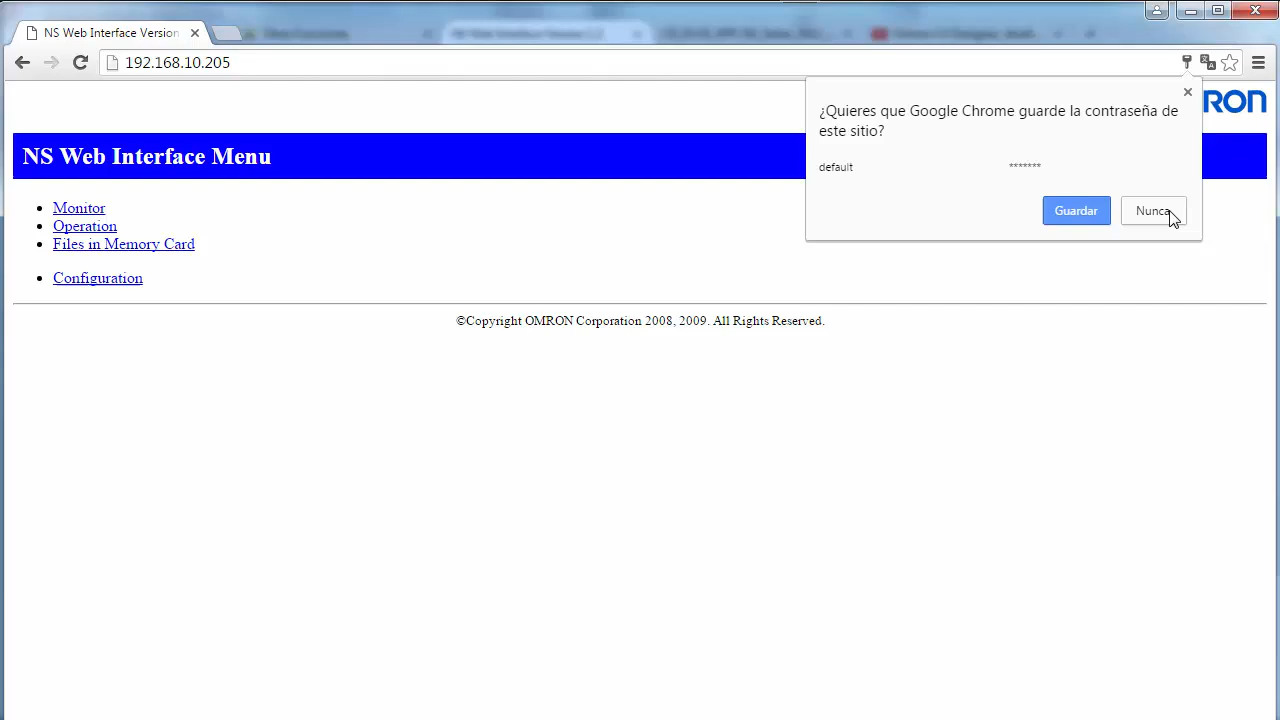 NS Web Interface Version
192.168.10.205
¿Quieres que Google Chrome guarde la contraseña de
este sitio?
default *******
Guardar Nunca
RON
NS Web Interface Menu
Monitor
Operation
Files in Memory Card
Configuration
©Copyright OMRON Corporation 2008, 2009. All Rights Reserved.